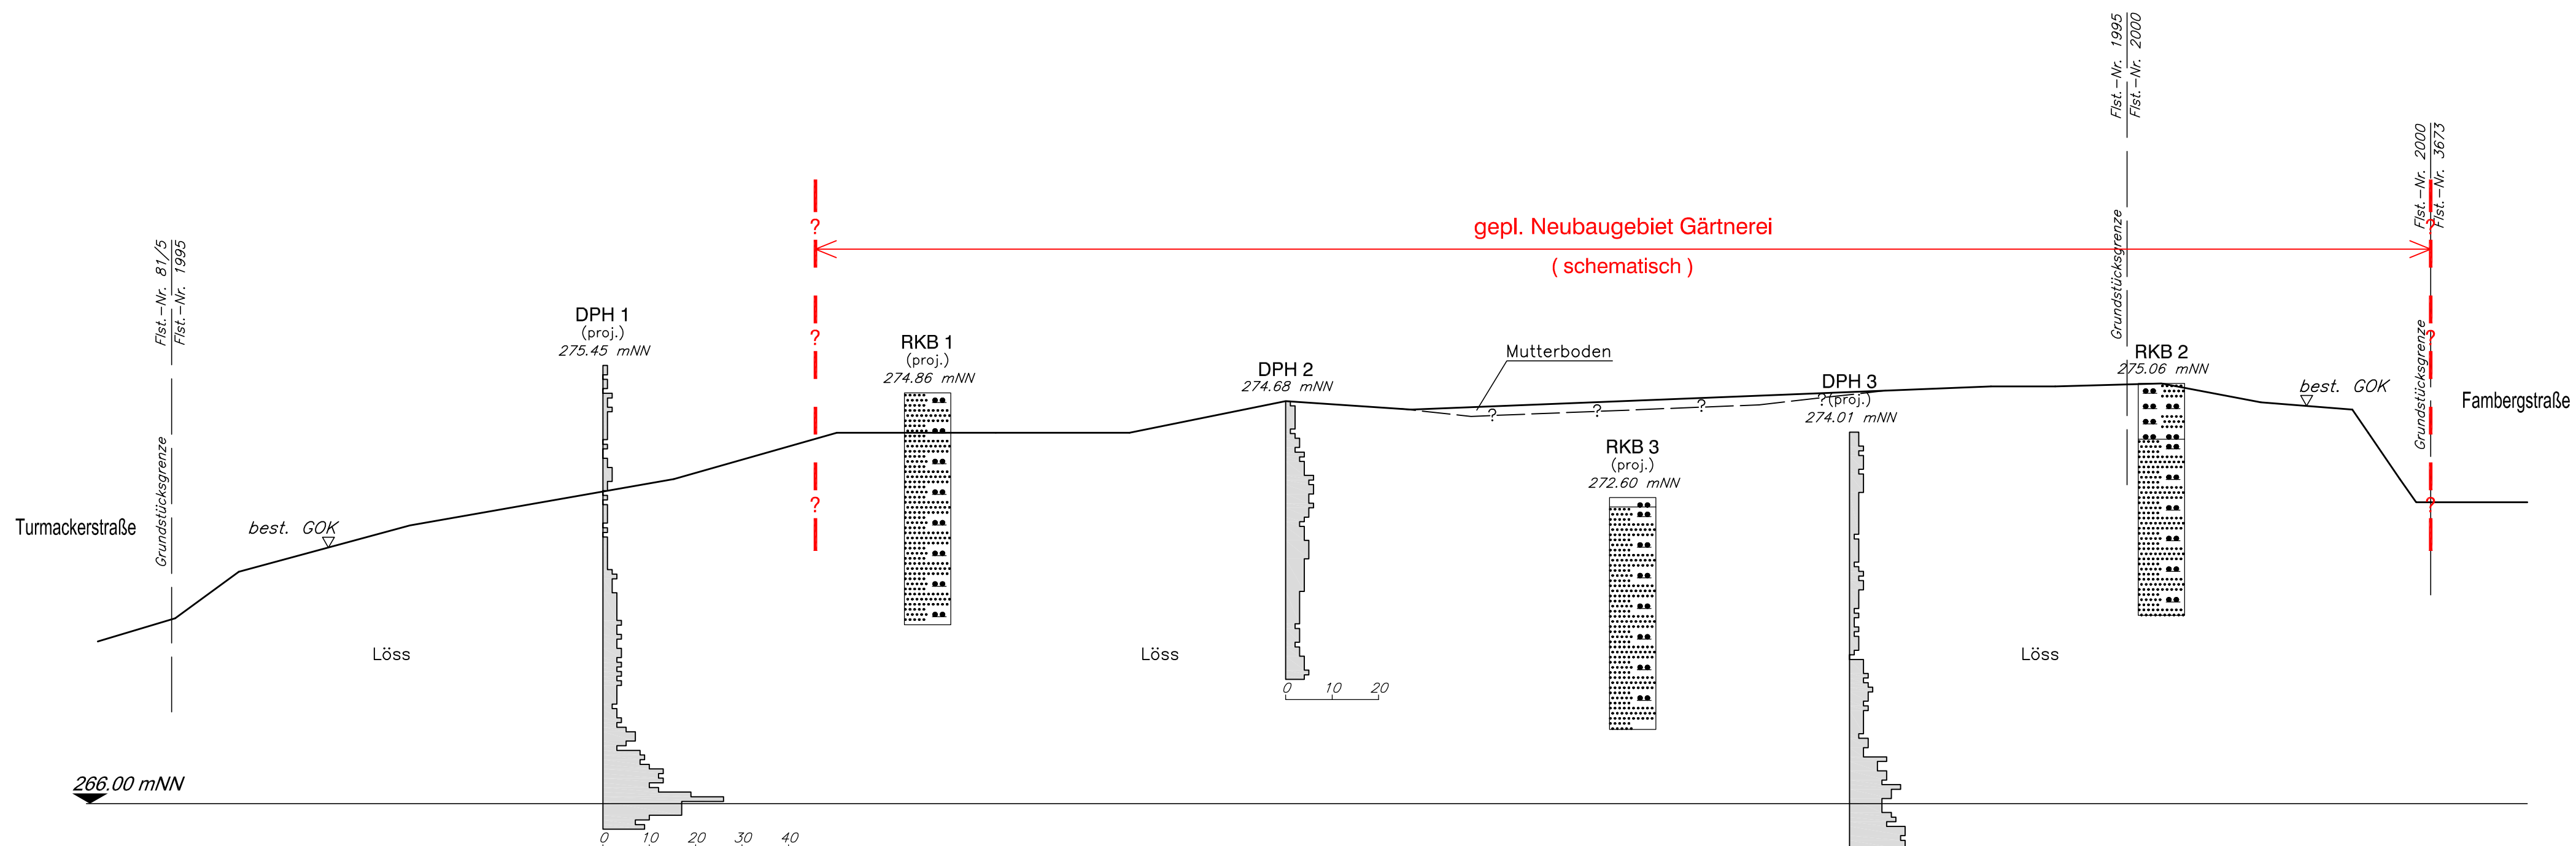 Flst.-Nr. 1995
Flst.-Nr. 2000
Flst.-Nr. 2000
Flst.-Nr. 3673
?
?
gepl. Neubaugebiet Gärtnerei
( schematisch )
Flst.-Nr. 81/5
Flst.-Nr. 1995
Grundstücksgrenze
DPH 1
(proj.)
275.45 mNN
?
?
RKB 1
(proj.)
274.86 mNN
Mutterboden
RKB 2
275.06 mNN
DPH 2
274.68 mNN
DPH 3
?(proj.)
274.01 mNN
best. GOK
Grundstücksgrenze
Fambergstraße
?
?
?
RKB 3
(proj.)
272.60 mNN
Grundstücksgrenze
?
?
Turmackerstraße
best. GOK
Löss
Löss
Löss
0 10 20
266.00 mNN
0 10 20 30 40